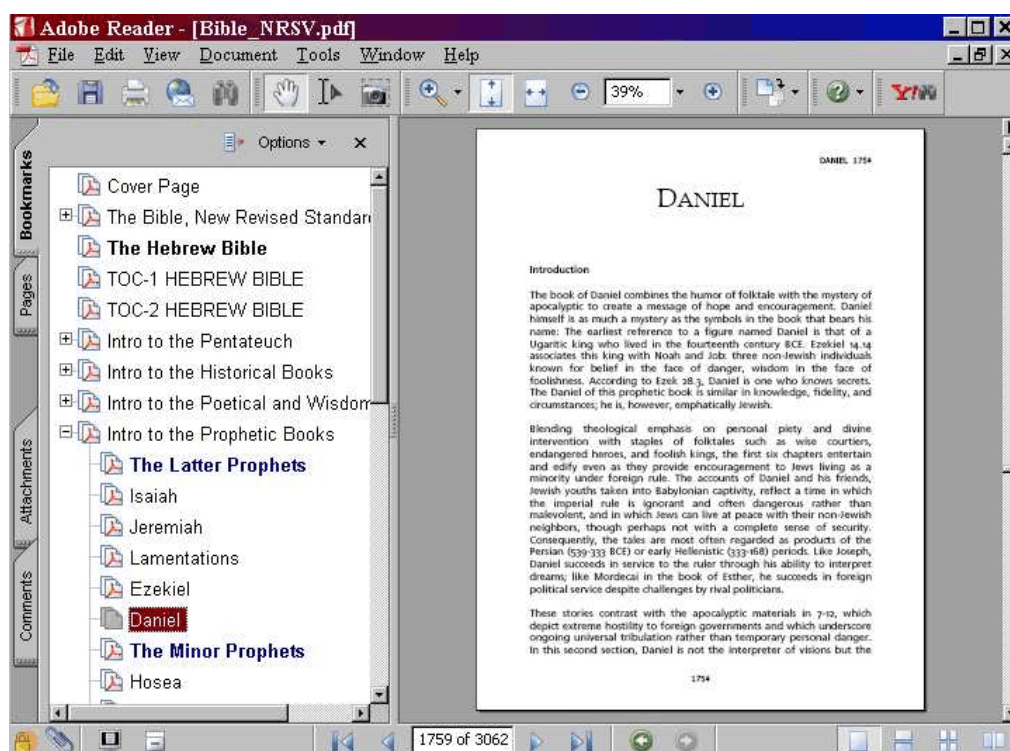 Adobe Reader - [Bible_NRSV.pdf]
File Edit View Document Tools Window Help
39%
Y!
Bookmarks
Pages
Attachments
Comments
Options
Cover Page
The Bible, New Revised Standar
The Hebrew Bible
TOC-1 HEBREW BIBLE
TOC-2 HEBREW BIBLE
Intro to the Pentateuch
Intro to the Historical Books
Intro to the Poetical and Wisdom
Intro to the Prophetic Books
The Latter Prophets
Isaiah
Jeremiah
Lamentations
Ezekiel
Daniel
The Minor Prophets
Hosea
DANIEL 1754
DANIEL
Introduction
The book of Daniel combines the humor of folktale with the mystery of
apocalyptic to create a message of hope and encouragement. Daniel
himself is as much a mystery as the symbols in the book that bears his
name: The earliest reference to a figure named Daniel is that of a
Ugaritic king who lived in the fourteenth century BCE. Ezekiel 14.14
associates this king with Noah and Job: three non-Jewish individuals
known for belief in the face of danger, wisdom in the face of
foolishness. According to Ezek 28.3, Daniel is one who knows secrets.
The Daniel of this prophetic book is similar in knowledge, fidelity, and
circumstances; he is, however, emphatically Jewish.
Blending theological emphasis on personal piety and divine
intervention with staples of folktales such as wise courtiers,
endangered heroes, and foolish kings, the first six chapters entertain
and edify even as they provide encouragement to Jews living as a
minority under foreign rule. The accounts of Daniel and his friends,
Jewish youths taken into Babylonian captivity, reflect a time in which
the imperial rule is ignorant and often dangerous rather than
malevolent, and in which Jews can live at peace with their non-Jewish
neighbors, though perhaps not with a complete sense of security.
Consequently, the tales are most often regarded as products of the
Persian (539-333 BCE) or early Hellenistic (333-168) periods. Like Joseph,
Daniel succeeds in service to the ruler through his ability to interpret
dreams; like Mordecai in the book of Esther, he succeeds in foreign
political service despite challenges by rival politicians.
These stories contrast with the apocalyptic materials in 7-12, which
depict extreme hostility to foreign governments and which underscore
ongoing universal tribulation rather than temporary personal danger.
In this second section, Daniel is not the interpreter of visions but the
1754
1759 of 3062